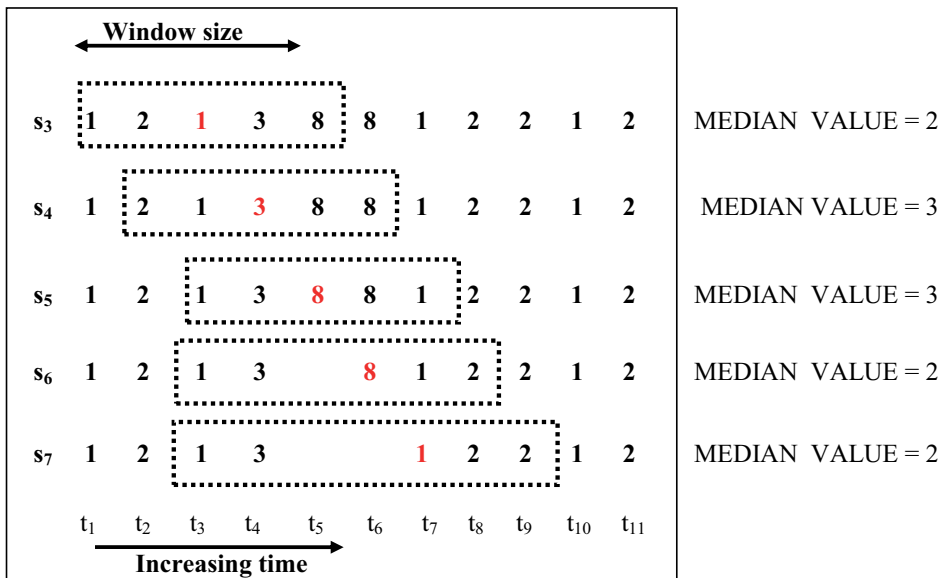 Window size
s₃ 1 2 1 3 8 8 1 2 2 1 2 MEDIAN VALUE = 2
s₄ 1 2 1 3 8 8 1 2 2 1 2 MEDIAN VALUE = 3
s₅ 1 2 1 3 8 8 1 2 2 1 2 MEDIAN VALUE = 3
s₆ 1 2 1 3 8 1 2 2 1 2 MEDIAN VALUE = 2
s₇ 1 2 1 3 1 2 2 1 2 MEDIAN VALUE = 2
t₁ t₂ t₃ t₄ t₅ t₆ t₇ t₈ t₉ t₁₀ t₁₁
Increasing time